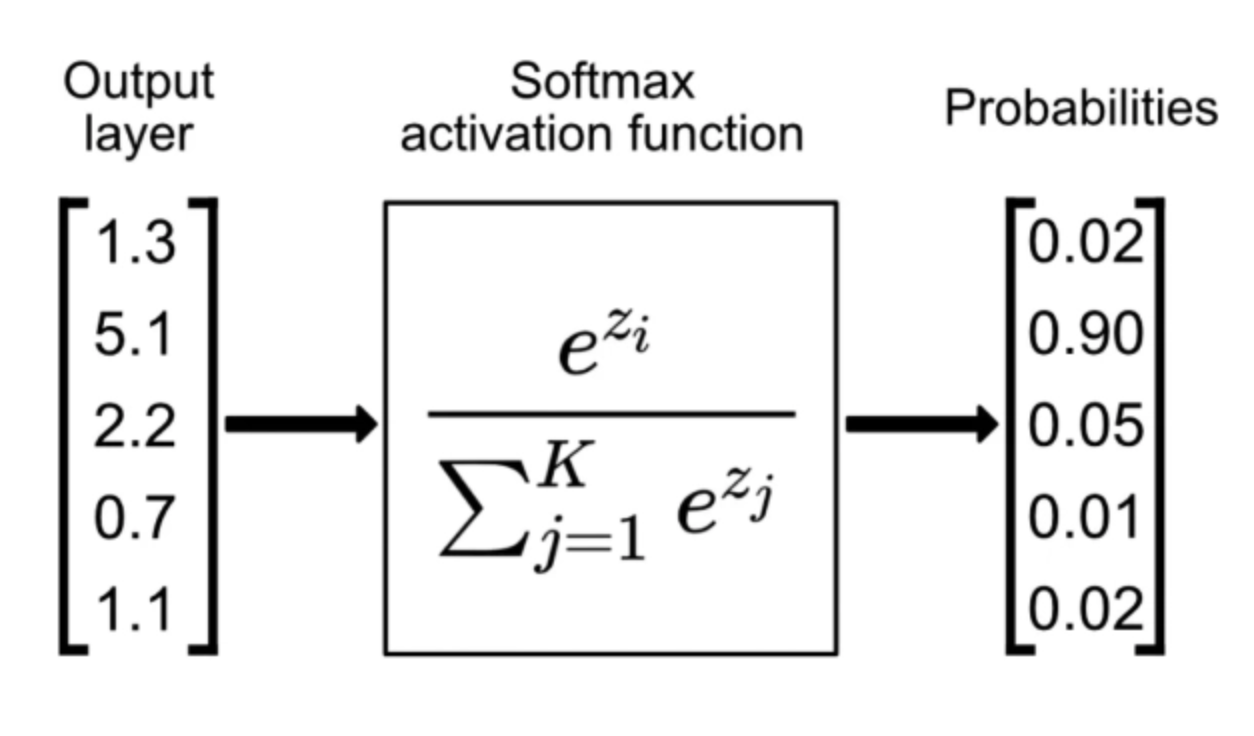 Output
layer
Softmax
activation function
Probabilities
1.3
5.1
2.2
0.7
1.1
e^{z_i}
∑_{j=1}^{K} e^{z_j}
0.02
0.90
0.05
0.01
0.02